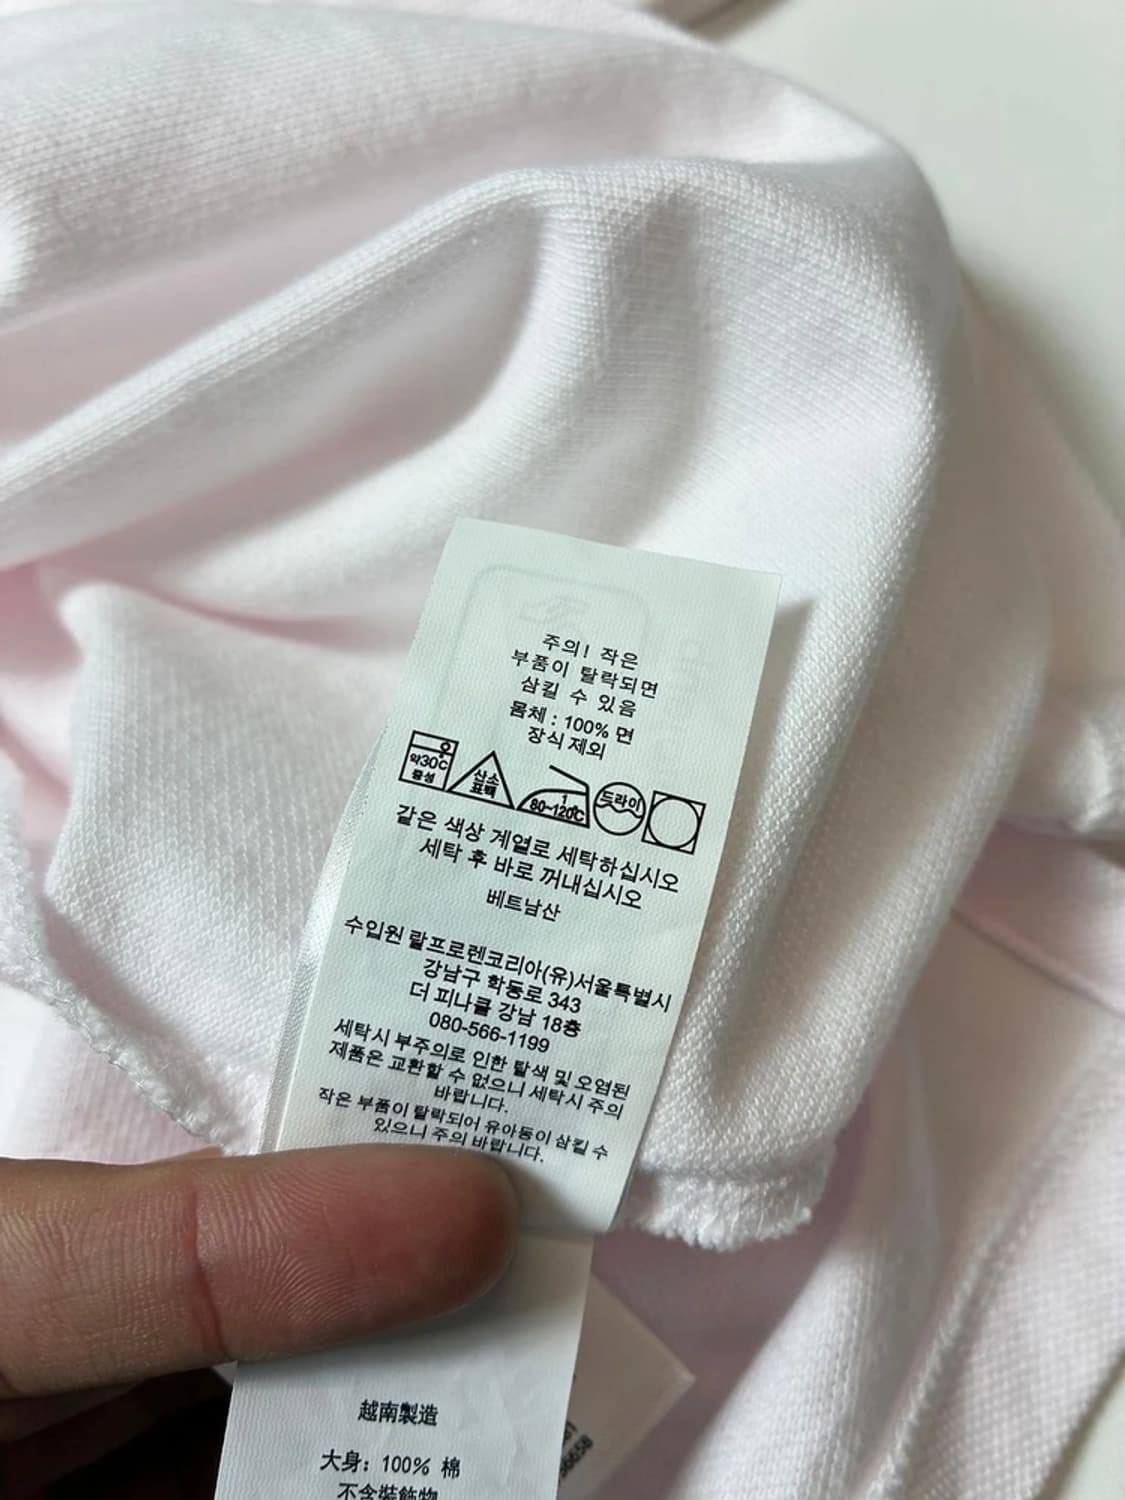 주의! 작은
부품이 탈락되면
삼킬 수 있음
몸체 : 100% 면
장식 제외
약30℃ 중성
산소 표백
1 80~120℃
드라이
같은 색상 계열로 세탁하십시오
세탁 후 바로 꺼내십시오
베트남산
수입원 랄프로렌코리아(유)서울특별시
강남구 학동로 343
더 피나클 강남 18층
080-566-1199
세탁시 부주의로 인한 탈색 및 오염된
제품은 교환할 수 없으니 세탁시 주의
바랍니다.
작은 부품이 탈락되어 유아동이 삼킬 수
있으니 주의 바랍니다.
越南製造
大身: 100% 棉
不含裝飾物